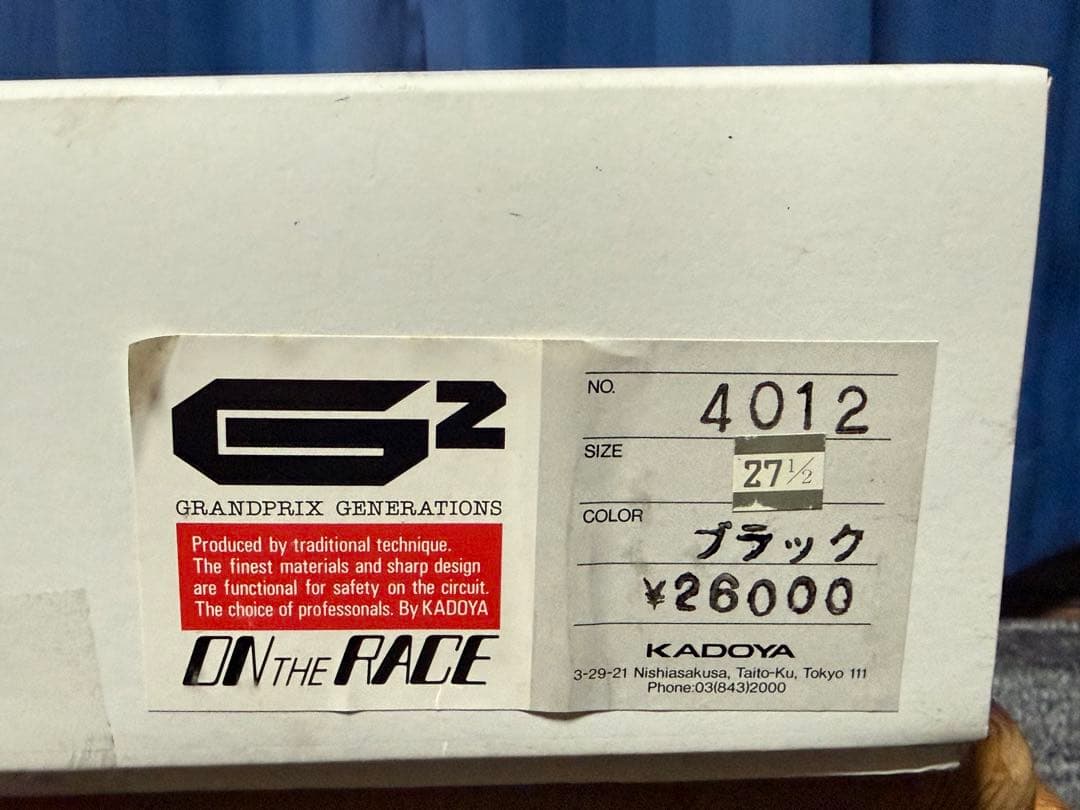 G2
GRANDPRIX GENERATIONS
Produced by traditional technique.
The finest materials and sharp design
are functional for safety on the circuit.
The choice of professonals. By KADOYA
ON THE RACE
NO. 4012
SIZE 27 1/2
COLOR ブラック
¥26000
KADOYA
3-29-21 Nishiasakusa, Taito-Ku, Tokyo 111
Phone:03(843)2000